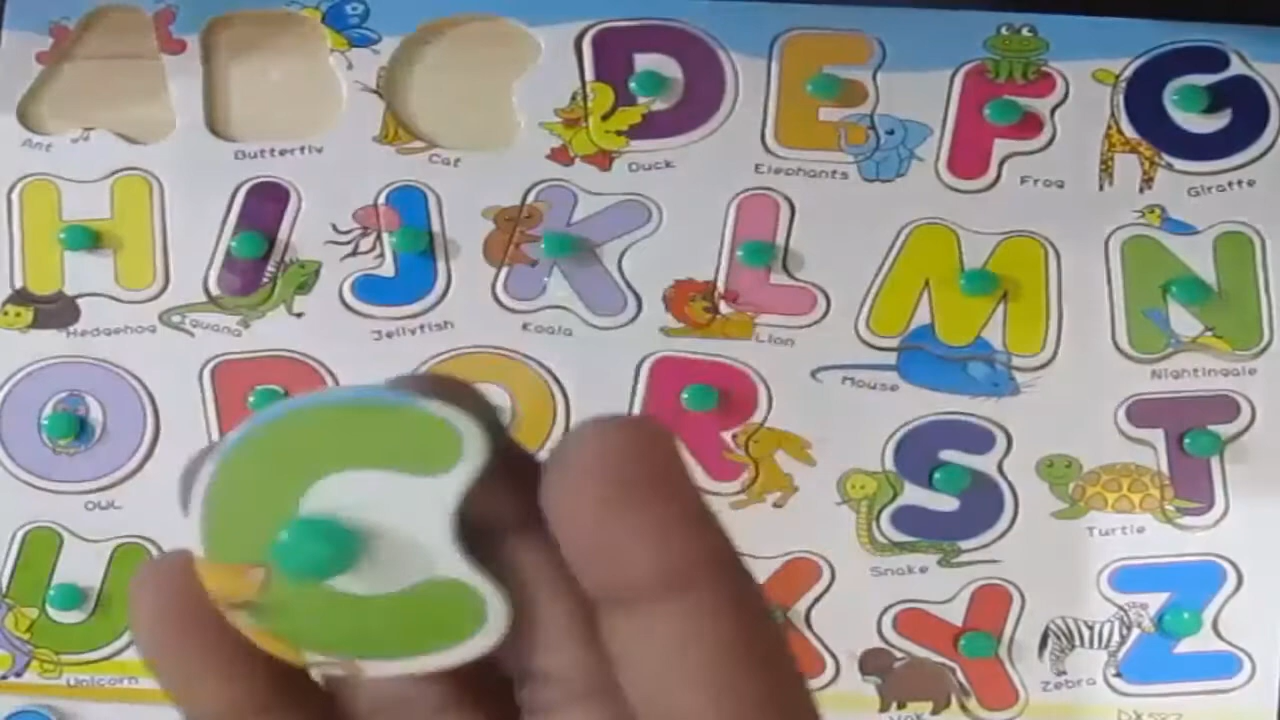 D E F G
Ant Butterfly Cat Duck Elephants Frog Giraffe
H I J K L M N
Hedgehog Iguana Jellyfish Koala Lion Mouse Nightingale
O R S T
OWL Snake Turtle
C
U Y Z
Unicorn Yak Zebra